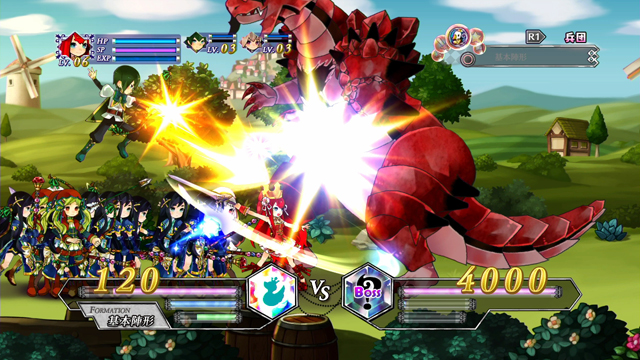 HP
SP
EXP
LV.06
LV.03
LV.03
R1 兵団
基本陣形
120
VS
BOSS
4000
FORMATION
基本陣形